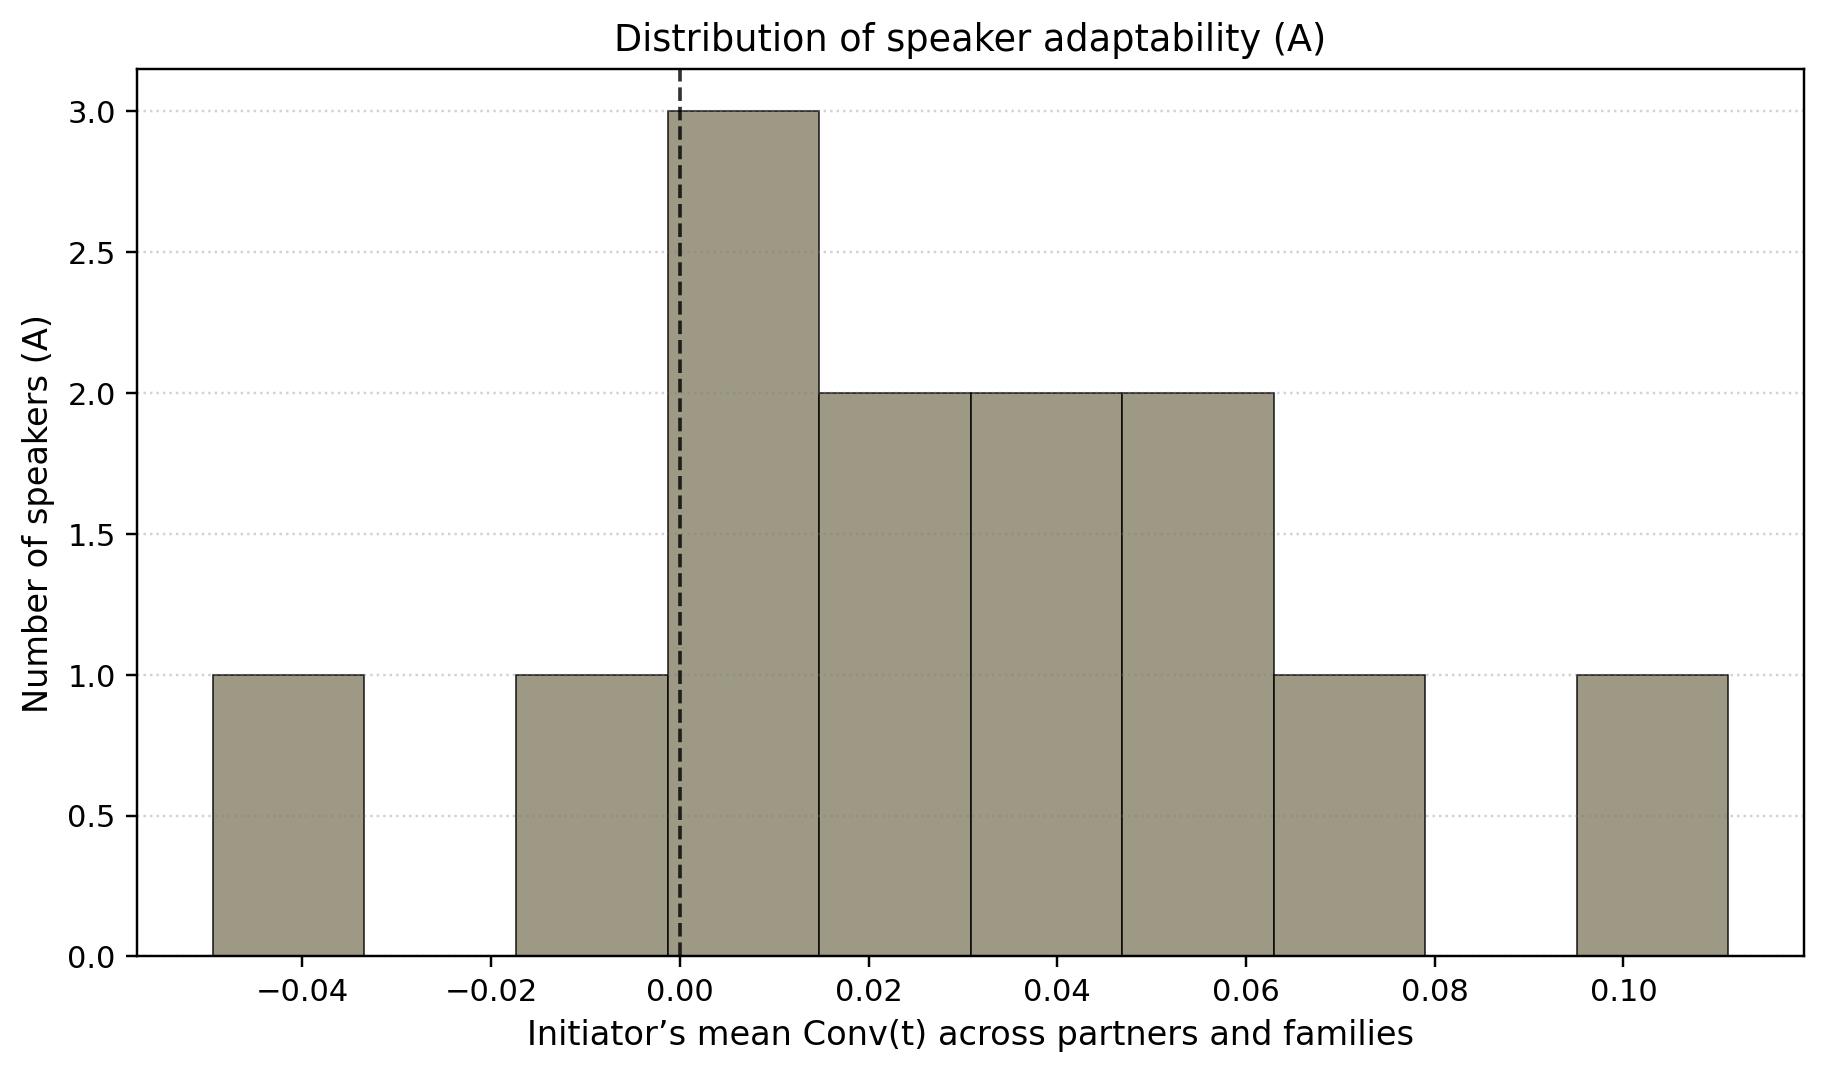 Distribution of speaker adaptability (A)
Number of speakers (A)
3.0
2.5
2.0
1.5
1.0
0.5
0.0
−0.04 −0.02 0.00 0.02 0.04 0.06 0.08 0.10
Initiator’s mean Conv(t) across partners and families